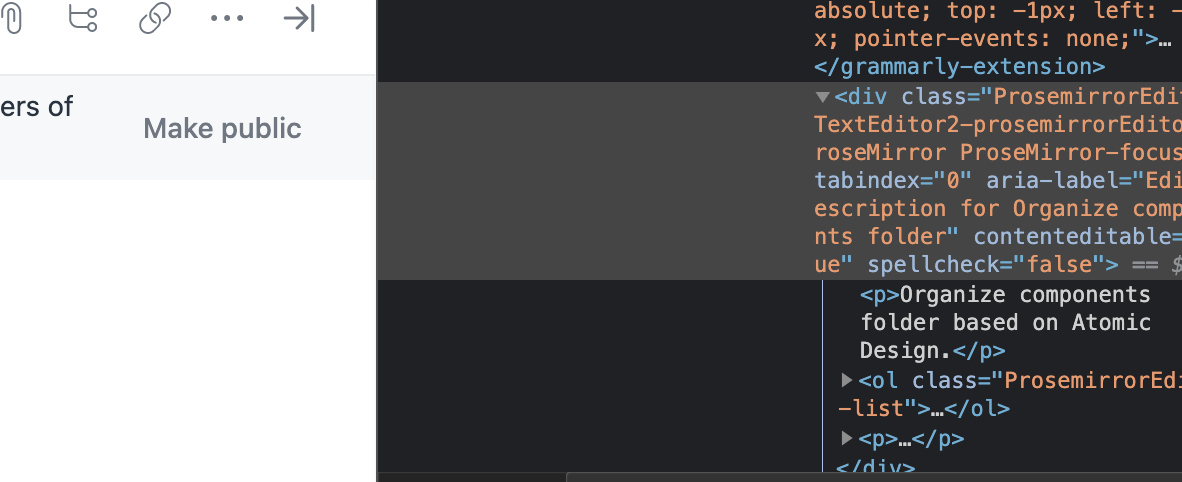 ers of
Make public
absolute; top: -1px; left: -
x; pointer-events: none;">…
</grammarly-extension>
<div class="ProsemirrorEdi
TextEditor2-prosemirrorEdito
roseMirror ProseMirror-focus
tabindex="0" aria-label="Edi
escription for Organize comp
nts folder" contenteditable=
ue" spellcheck="false"> == $
<p>Organize components
folder based on Atomic
Design.</p>
<ol class="ProsemirrorEdi
-list">…</ol>
<p>…</p>
</div>